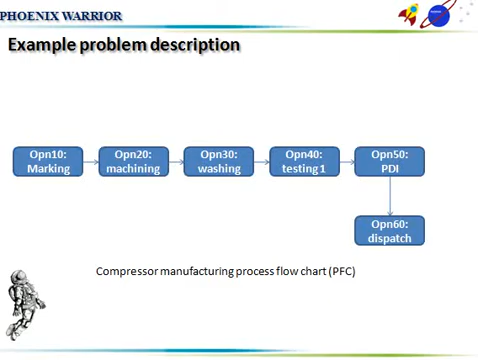 PHOENIX WARRIOR
Example problem description
Opn10:
Marking
Opn20:
machining
Opn30:
washing
Opn40:
testing 1
Opn50:
PDI
Opn60:
dispatch
Compressor manufacturing process flow chart (PFC)